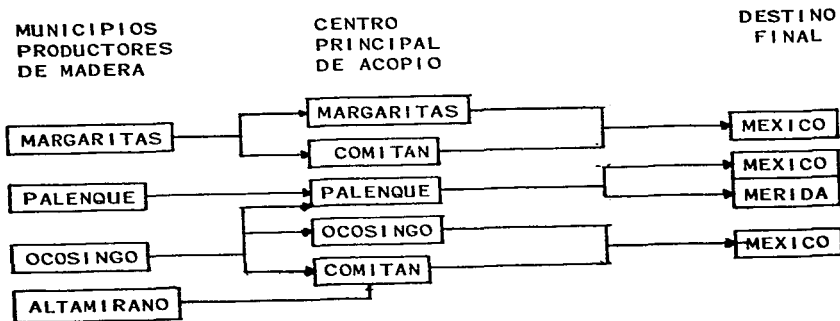 MUNICIPIOS
PRODUCTORES
DE MADERA
CENTRO
PRINCIPAL
DE ACOPIO
DESTINO
FINAL
MARGARITAS
MARGARITAS
COMITAN
MEXICO
PALENQUE
PALENQUE
MEXICO
MERIDA
OCOSINGO
OCOSINGO
COMITAN
MEXICO
ALTAMIRANO